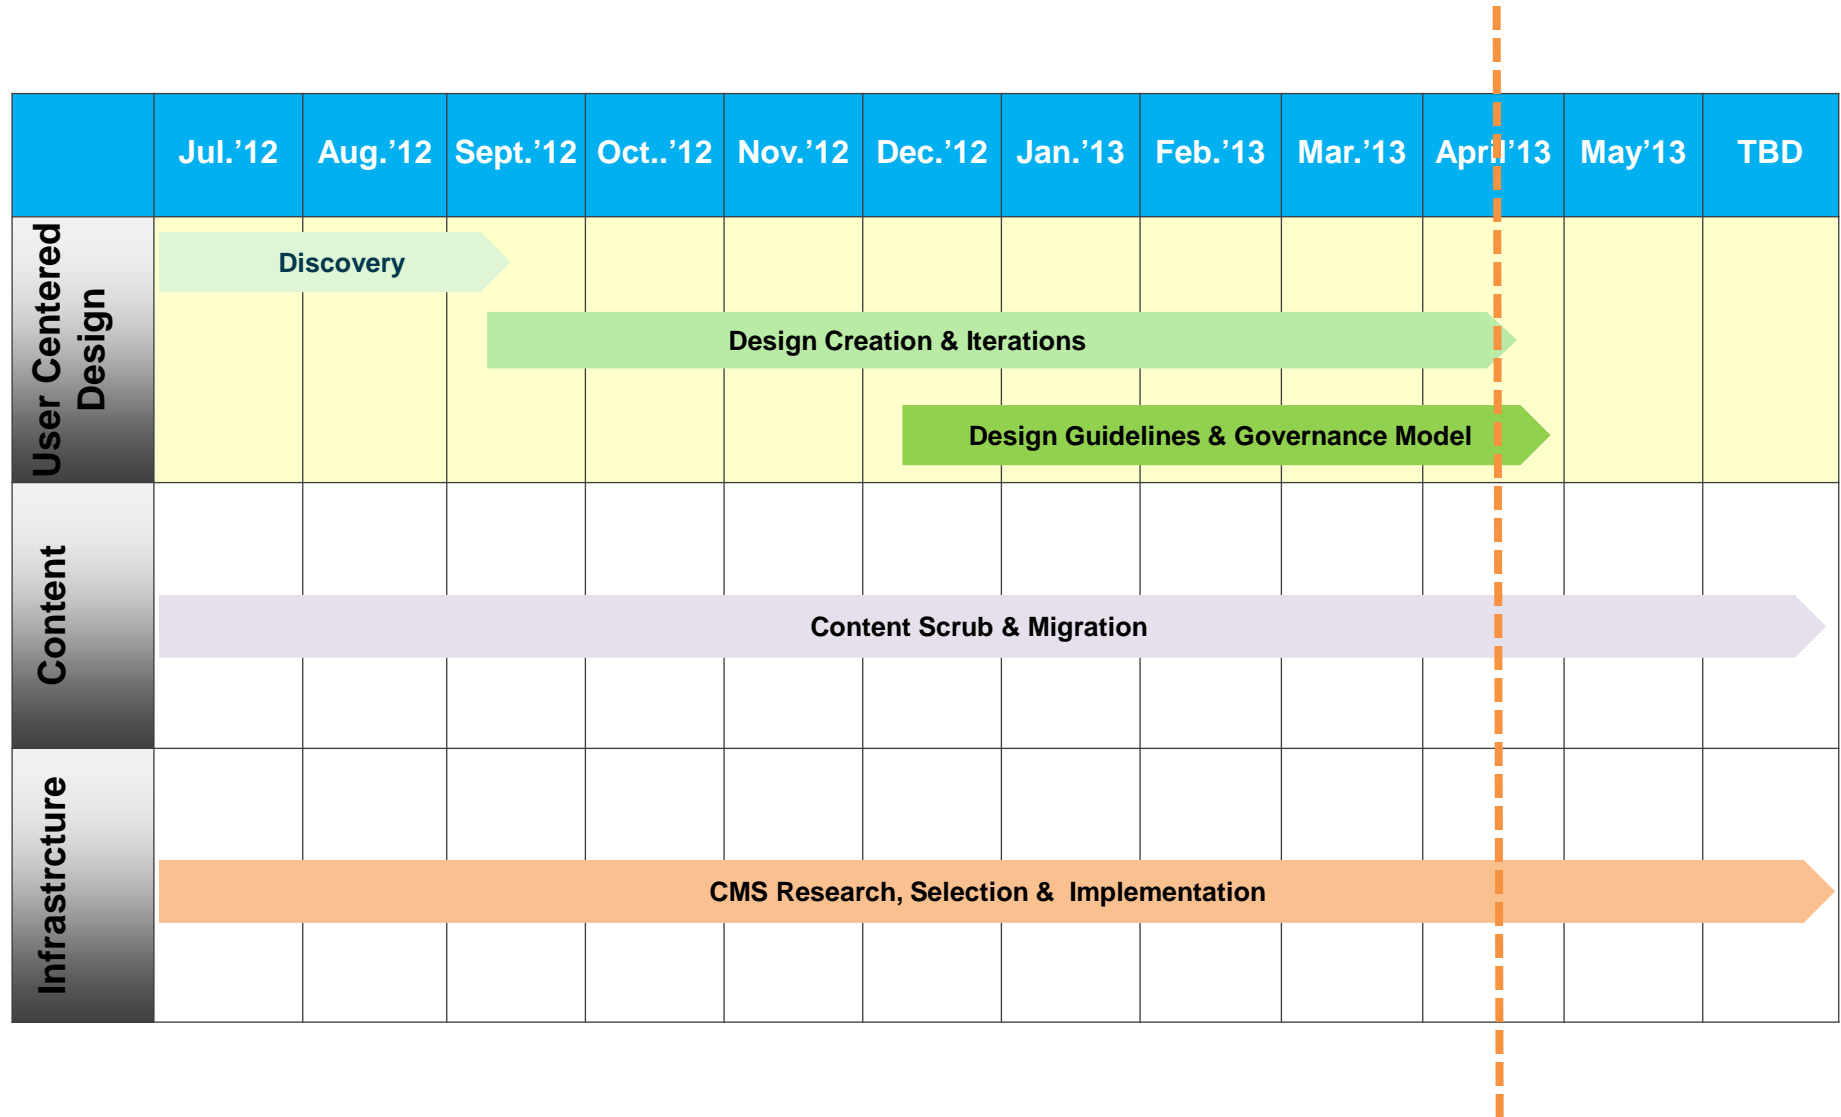 Jul.’12 Aug.’12 Sept.’12 Oct..’12 Nov.’12 Dec.’12 Jan.’13 Feb.’13 Mar.’13 April’13 May’13 TBD
User Centered
Design
Discovery
Design Creation & Iterations
Design Guidelines & Governance Model
Content
Content Scrub & Migration
Infrastrcture
CMS Research, Selection &  Implementation